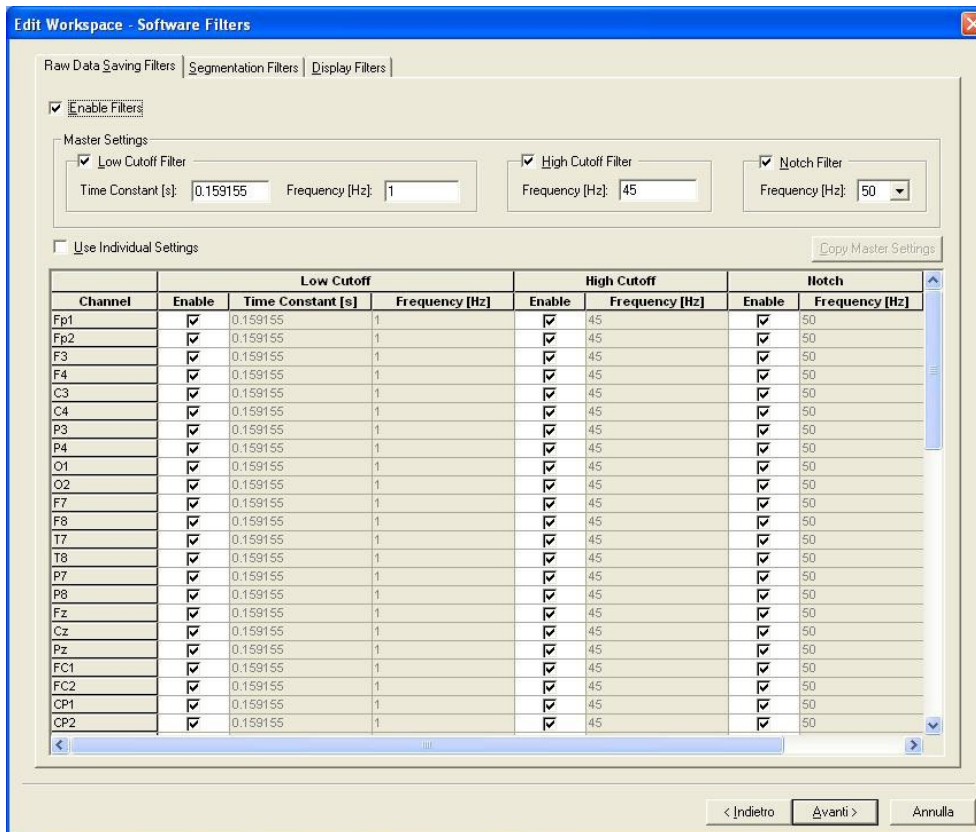 Edit Workspace - Software Filters
Raw Data Saving Filters Segmentation Filters Display Filters
Enable Filters
Master Settings
Low Cutoff Filter High Cutoff Filter Notch Filter
Time Constant [s]: 0.159155 Frequency [Hz]: 1 Frequency [Hz]: 45 Frequency [Hz]: 50
Use Individual Settings Copy Master Settings
Low Cutoff High Cutoff Notch
Channel Enable Time Constant [s] Frequency [Hz] Enable Frequency [Hz] Enable Frequency [Hz]
Fp1 0.159155 1 45 50
Fp2 0.159155 1 45 50
F3 0.159155 1 45 50
F4 0.159155 1 45 50
C3 0.159155 1 45 50
C4 0.159155 1 45 50
P3 0.159155 1 45 50
P4 0.159155 1 45 50
O1 0.159155 1 45 50
O2 0.159155 1 45 50
F7 0.159155 1 45 50
F8 0.159155 1 45 50
T7 0.159155 1 45 50
T8 0.159155 1 45 50
P7 0.159155 1 45 50
P8 0.159155 1 45 50
Fz 0.159155 1 45 50
Cz 0.159155 1 45 50
Pz 0.159155 1 45 50
FC1 0.159155 1 45 50
FC2 0.159155 1 45 50
CP1 0.159155 1 45 50
CP2 0.159155 1 45 50
< Indietro Avanti > Annulla